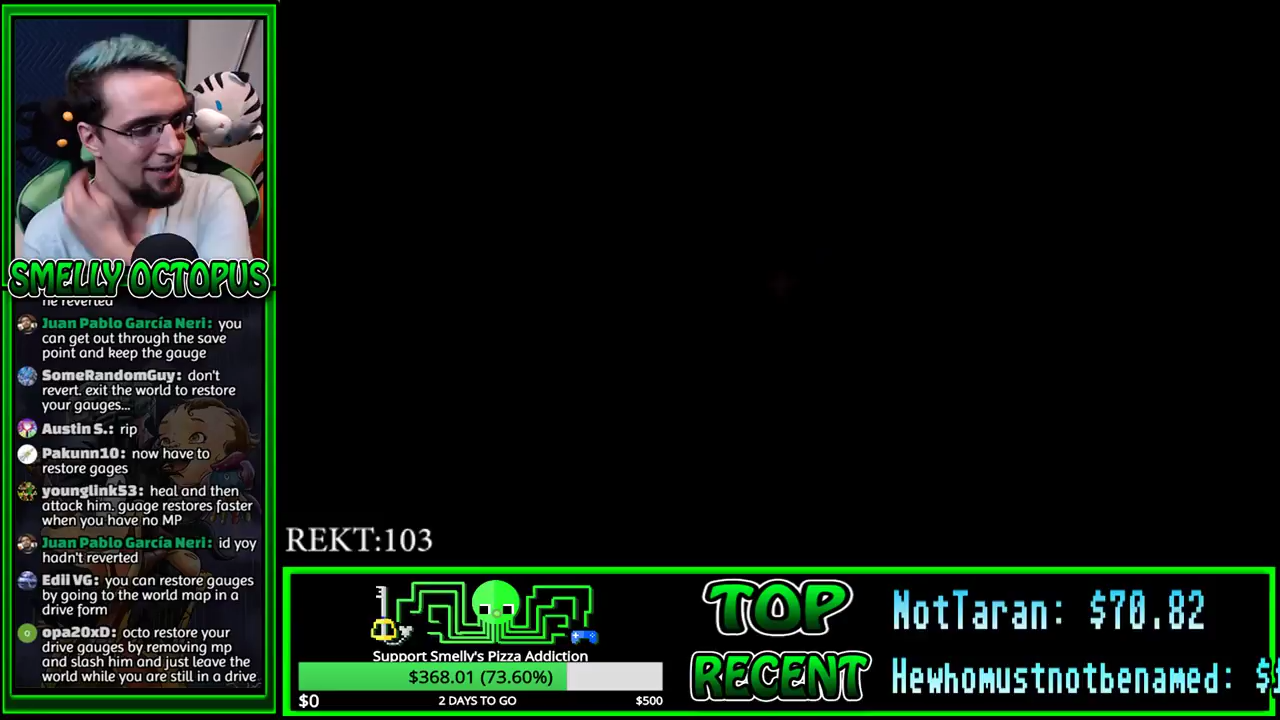 SMELLY OCTOPUS
he reverted
Juan Pablo García Neri: you
can get out through the save
point and keep the gauge
SomeRandomGuy: don't
revert. exit the world to restore
your gauges...
Austin S.: rip
Pakunn10: now have to
restore gages
younglink53: heal and then
attack him. guage restores faster
when you have no MP
Juan Pablo García Neri: id yoy
hadn't reverted
Edii VG: you can restore gauges
by going to the world map in a
drive form
opa20xD: octo restore your
drive gauges by removing mp
and slash him and just leave the
world while you are still in a drive
REKT:103
Support Smelly's Pizza Addiction
$368.01 (73.60%)
$0
2 DAYS TO GO
$500
TOP
NotTaran: $70.82
RECENT
Hewhomustnotbenamed: